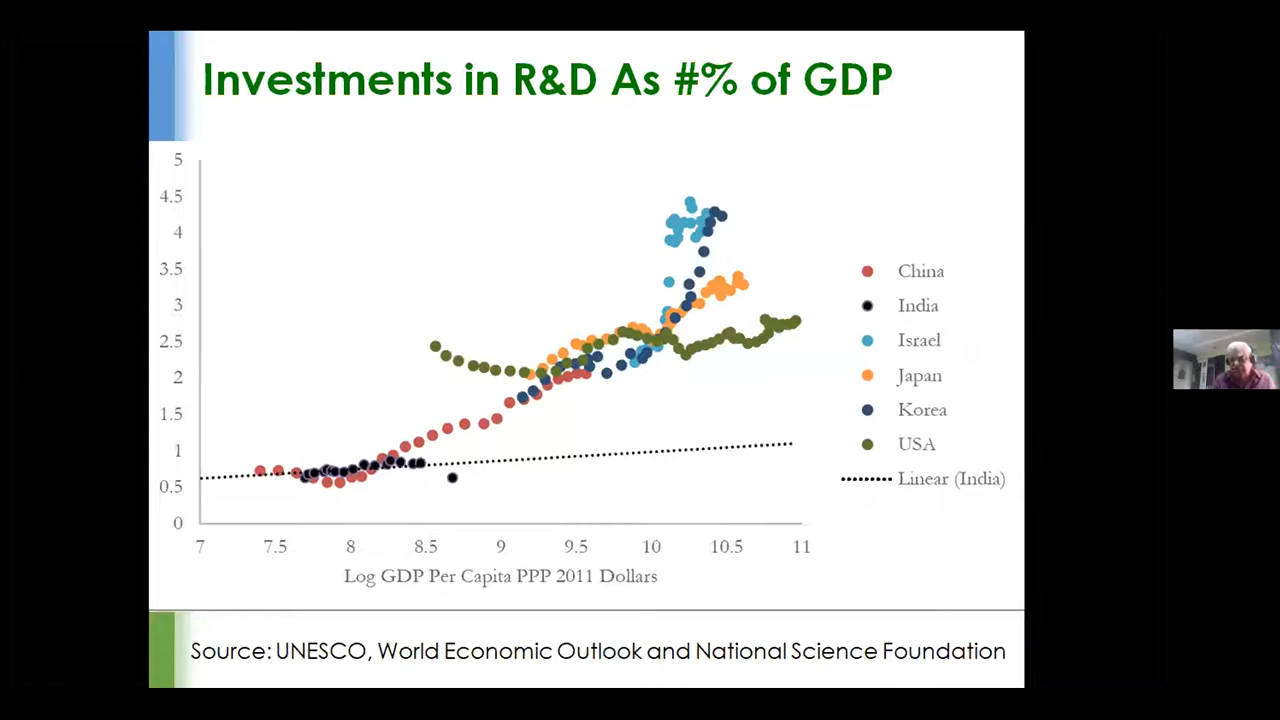 Investments in R&D As #% of GDP
5
4.5
4
3.5
3
2.5
2
1.5
1
0.5
0
7 7.5 8 8.5 9 9.5 10 10.5 11
Log GDP Per Capita PPP 2011 Dollars
China
India
Israel
Japan
Korea
USA
Linear (India)
Source: UNESCO, World Economic Outlook and National Science Foundation